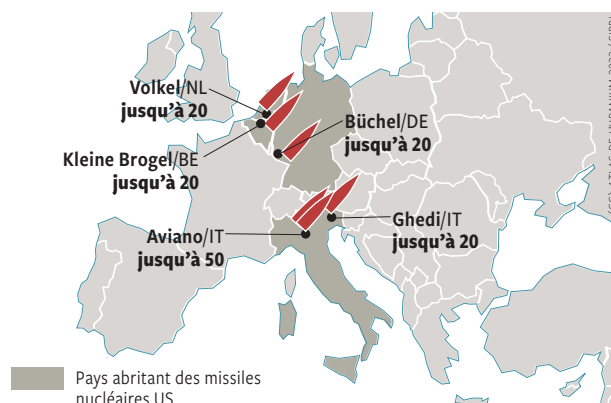 Volkel/NL
jusqu'à 20
Kleine Brogel/BE
jusqu'à 20
Büchel/DE
jusqu'à 20
Aviano/IT
jusqu'à 50
Ghedi/IT
jusqu'à 20
Pays abritant des missiles
nucléaires US